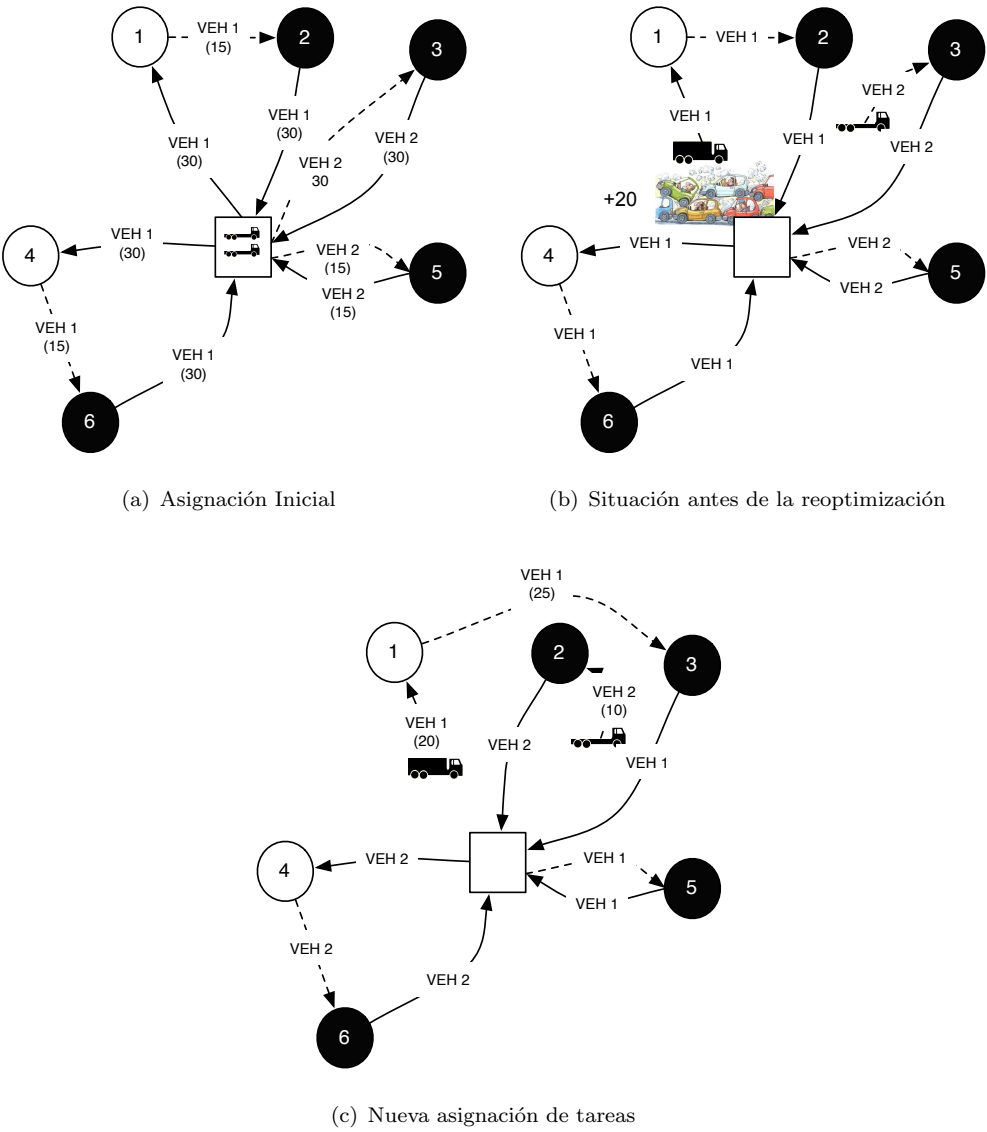 1
VEH 1
(15)
2
3
VEH 1
(30)
VEH 1
(30)
VEH 2
30
VEH 2
(30)
4
VEH 1
(30)
VEH 2
(15)
5
VEH 2
(15)
VEH 1
(15)
VEH 1
(30)
6
(a) Asignación Inicial
1
VEH 1
2
3
VEH 2
VEH 1
VEH 1
VEH 2
+20
4
VEH 1
VEH 2
5
VEH 2
VEH 1
VEH 1
6
(b) Situación antes de la reoptimización
VEH 1
(25)
1
2
3
VEH 2
(10)
VEH 1
(20)
VEH 2
VEH 1
4
VEH 2
VEH 1
5
VEH 1
VEH 2
VEH 2
6
(c) Nueva asignación de tareas